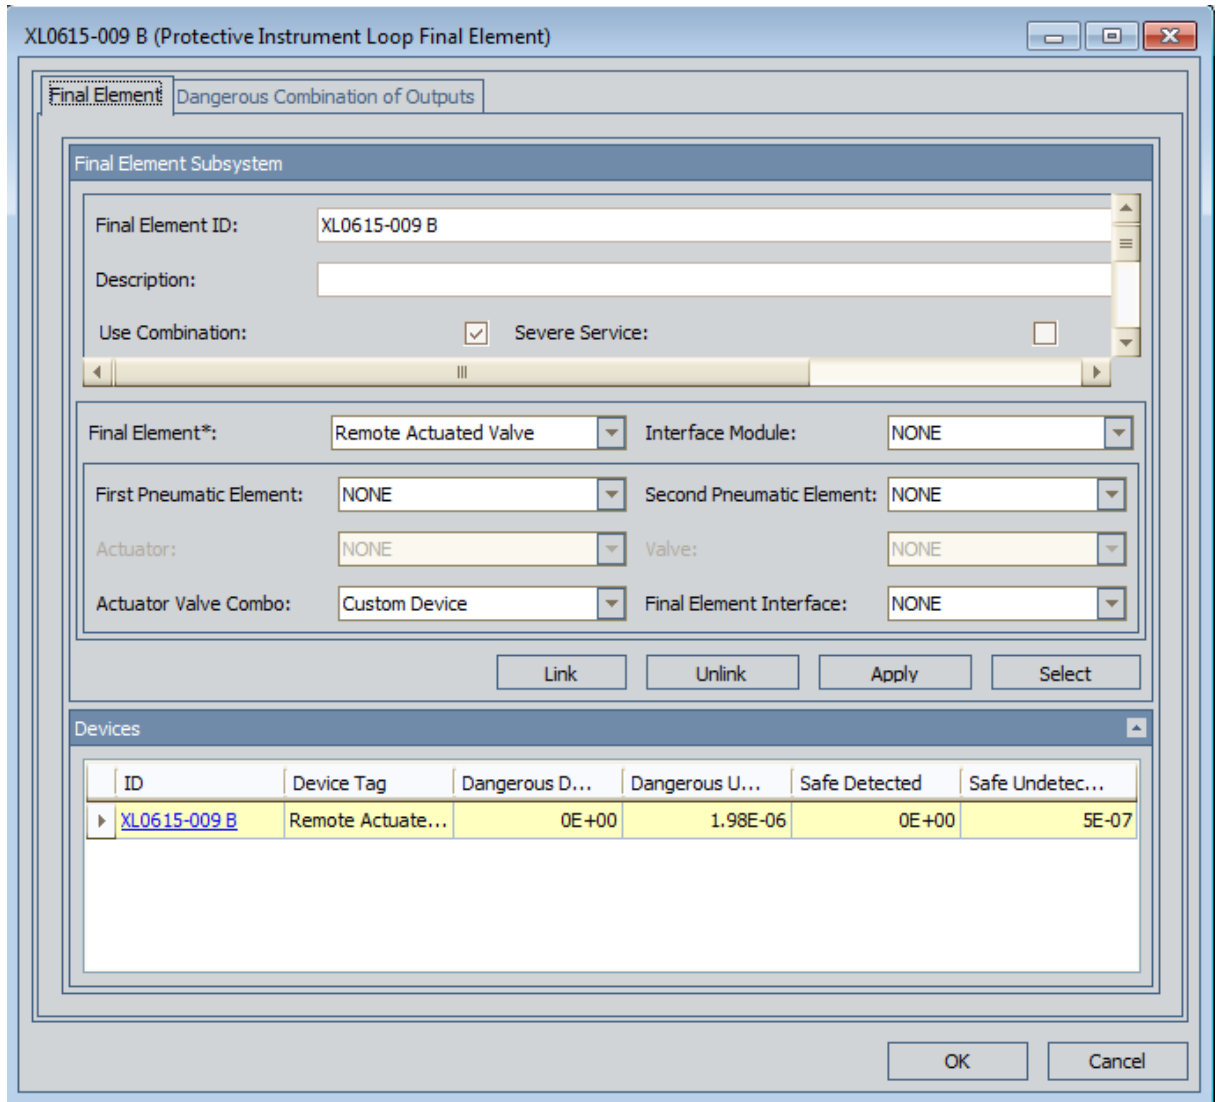 XL0615-009 B (Protective Instrument Loop Final Element)
Final Element Dangerous Combination of Outputs
Final Element Subsystem
Final Element ID: XL0615-009 B
Description:
Use Combination: Severe Service:
Final Element*: Remote Actuated Valve Interface Module: NONE
First Pneumatic Element: NONE Second Pneumatic Element: NONE
Actuator: NONE Valve: NONE
Actuator Valve Combo: Custom Device Final Element Interface: NONE
Link Unlink Apply Select
Devices
ID Device Tag Dangerous D... Dangerous U... Safe Detected Safe Undetec...
XL0615-009 B Remote Actuate... 0E+00 1.98E-06 0E+00 5E-07
OK Cancel